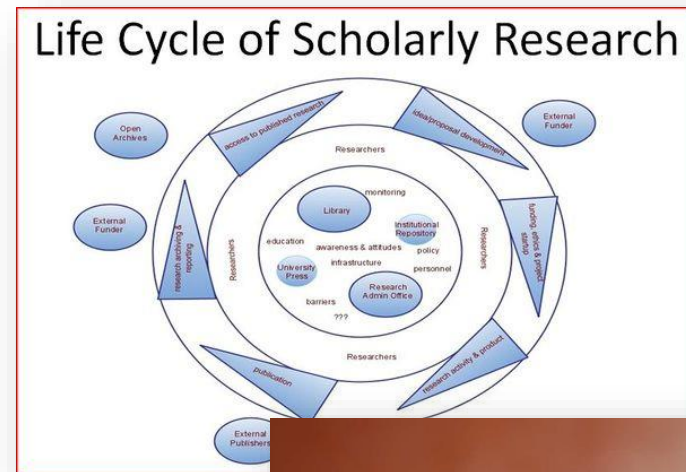 Life Cycle of Scholarly Research
Open
Archives
access to published research
idea/proposal development
External
Funder
Researchers
monitoring
Library
Institutional
Repository
External
Funder
research archiving &
reporting
Researchers
education
awareness & attitudes
policy
infrastructure
University
Press
personnel
Research
Admin Office
barriers
???
Researchers
funding, ethics & project
startup
Researchers
publication
research activity & product
External
Publishers